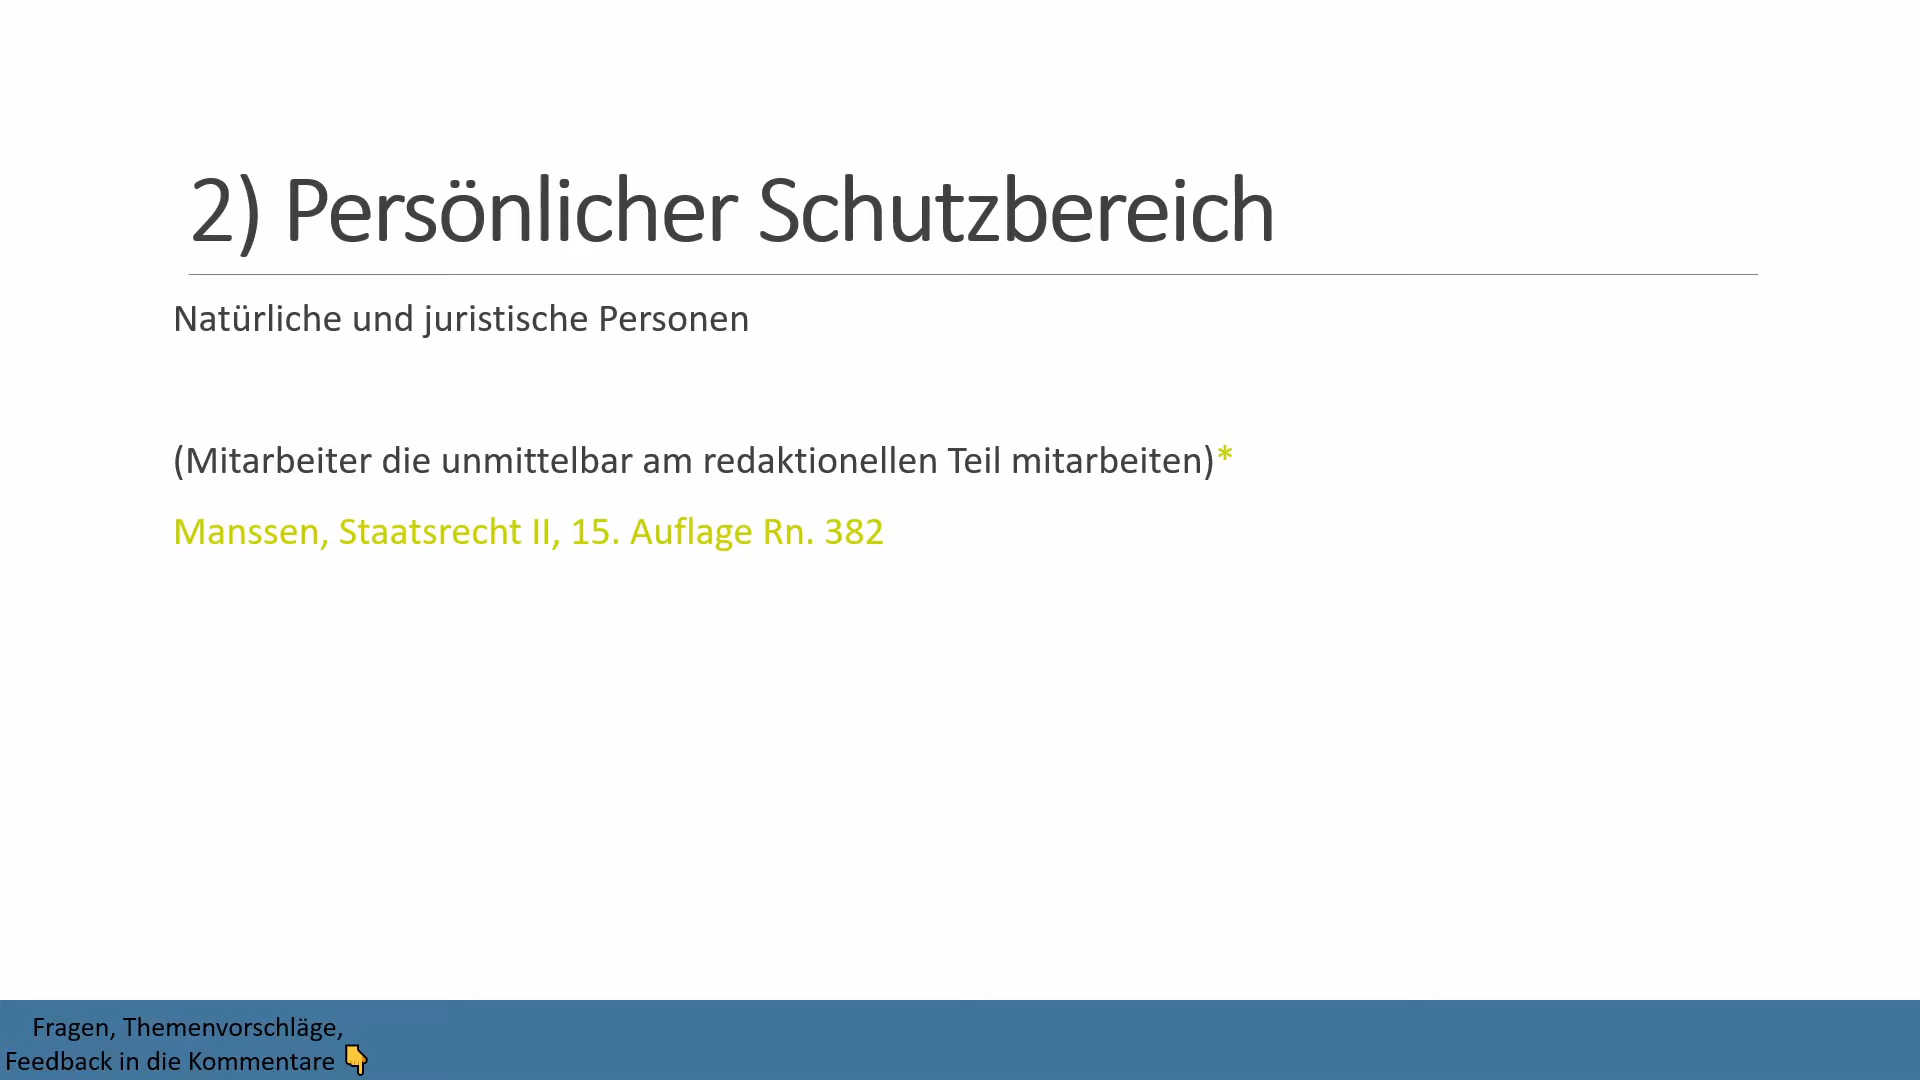 2) Persönlicher Schutzbereich
Natürliche und juristische Personen
(Mitarbeiter die unmittelbar am redaktionellen Teil mitarbeiten)*
Manssen, Staatsrecht II, 15. Auflage Rn. 382
Fragen, Themenvorschläge,
Feedback in die Kommentare 👇